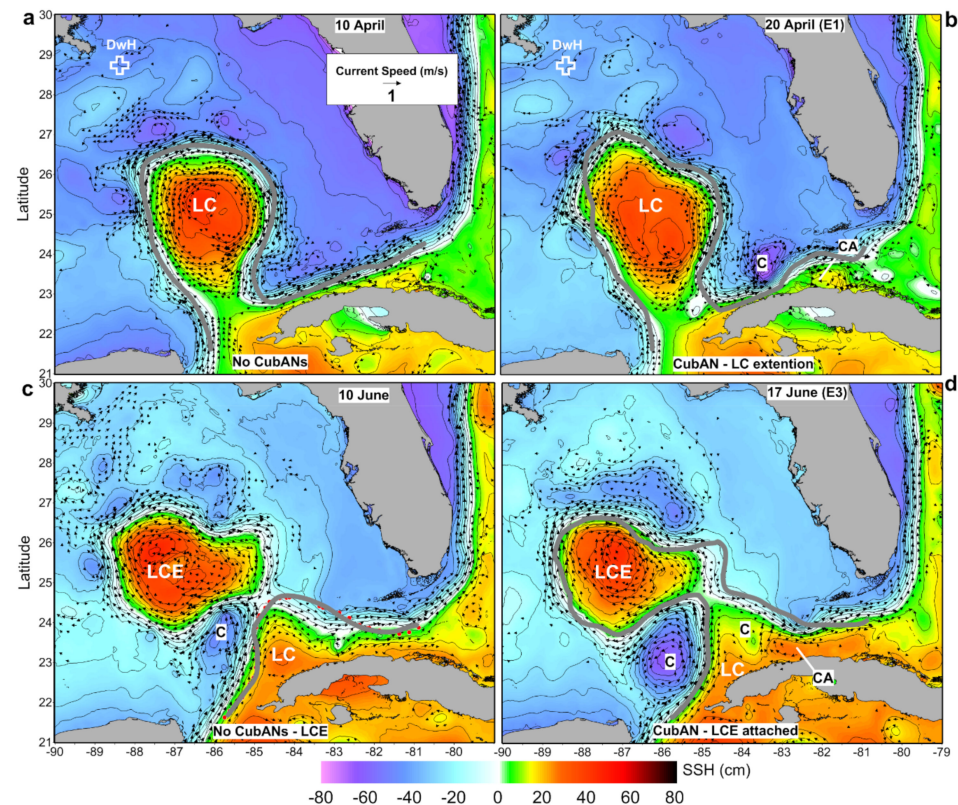 a
10 April
DwH
Current Speed (m/s)
1
LC
No CubANs
30
29
28
27
26
25
24
23
22
21
Latitude
b
20 April (E1)
DwH
LC
C
CA
CubAN - LC extention
c
10 June
LCE
C
LC
No CubANs - LCE
30
29
28
27
26
25
24
23
22
21
Latitude
-90 -89 -88 -87 -86 -85 -84 -83 -82 -81 -80
d
17 June (E3)
LCE
C
C
LC
CA
CubAN - LCE attached
-90 -89 -88 -87 -86 -85 -84 -83 -82 -81 -80 -79
SSH (cm)
-80 -60 -40 -20 0 20 40 60 80